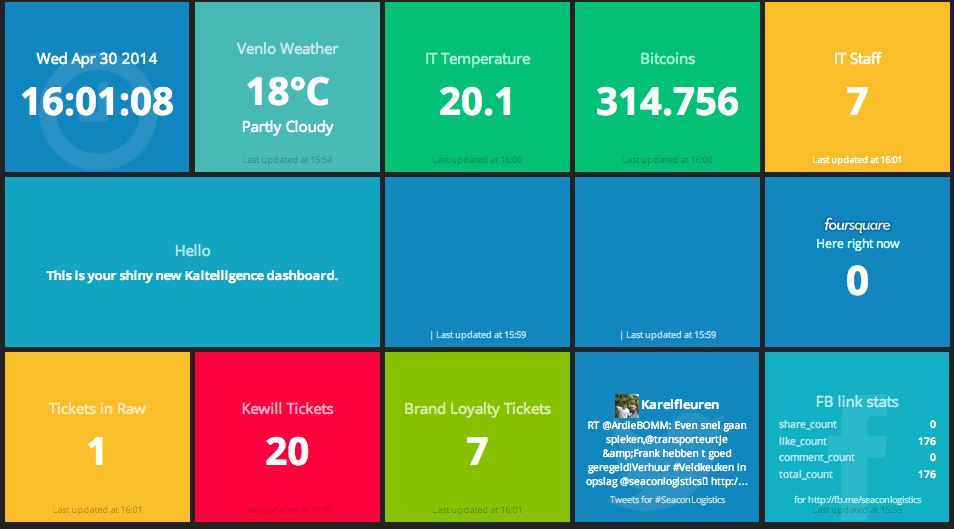 Wed Apr 30 2014
16:01:08
Venlo Weather
18°C
Partly Cloudy
Last updated at 15:54
IT Temperature
20.1
Last updated at 16:00
Bitcoins
314.756
Last updated at 16:00
IT Staff
7
Last updated at 16:01
Hello
This is your shiny new Kaitelligence dashboard.
| Last updated at 15:59
| Last updated at 15:59
foursquare
Here right now
0
Tickets in Raw
1
Last updated at 16:01
Kewill Tickets
20
Last updated at 16:01
Brand Loyalty Tickets
7
Last updated at 16:01
Karelfleuren
RT @ArdieBOMM: Even snel gaan
spieken,@transporteurtje
&amp;Frank hebben t goed
geregeld!Verhuur #Veldkeuken in
opslag @seaconlogistics▯ http:/...
Tweets for #SeaconLogistics
FB link stats
share_count 0
like_count 176
comment_count 0
total_count 176
for http://fb.me/seaconlogistics
Last updated at 15:55